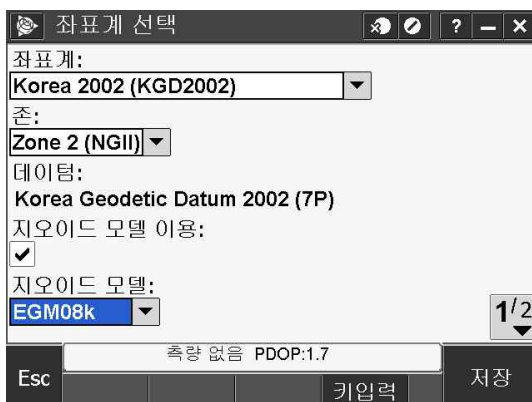 좌표계 선택
? – ×
좌표계:
Korea 2002 (KGD2002)
존:
Zone 2 (NGII)
데이텀:
Korea Geodetic Datum 2002 (7P)
지오이드 모델 이용:
지오이드 모델:
EGM08k
1/2
측량 없음 PDOP:1.7
Esc
키입력
저장